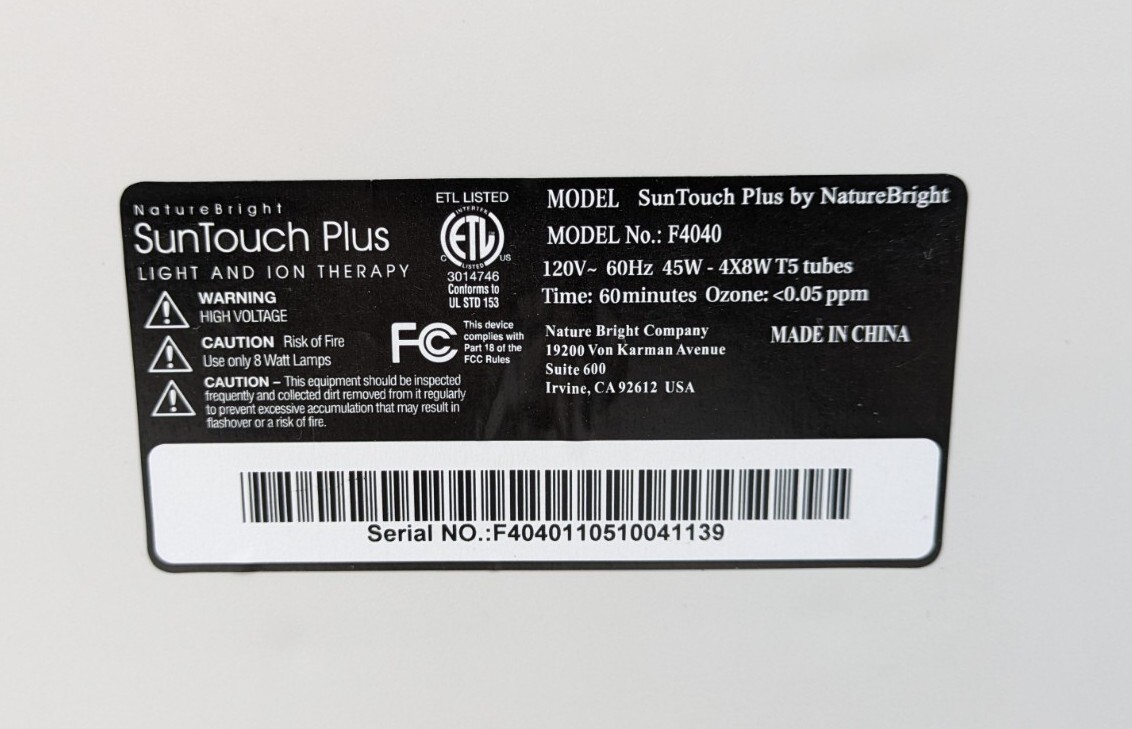 NatureBright
SunTouch Plus
LIGHT AND ION THERAPY
WARNING
HIGH VOLTAGE
CAUTION Risk of Fire
Use only 8 Watt Lamps
CAUTION – This equipment should be inspected
frequently and collected dirt removed from it regularly
to prevent excessive accumulation that may result in
flashover or a risk of fire.
ETL LISTED
INTERTEK
ETL
C US
LISTED
3014746
Conforms to
UL STD 153
FC
This device
complies with
Part 18 of the
FCC Rules
MODEL SunTouch Plus by NatureBright
MODEL No.: F4040
120V~ 60Hz 45W - 4X8W T5 tubes
Time: 60minutes Ozone: <0.05 ppm
Nature Bright Company
19200 Von Karman Avenue
Suite 600
Irvine, CA 92612 USA
MADE IN CHINA
Serial NO.:F4040110510041139